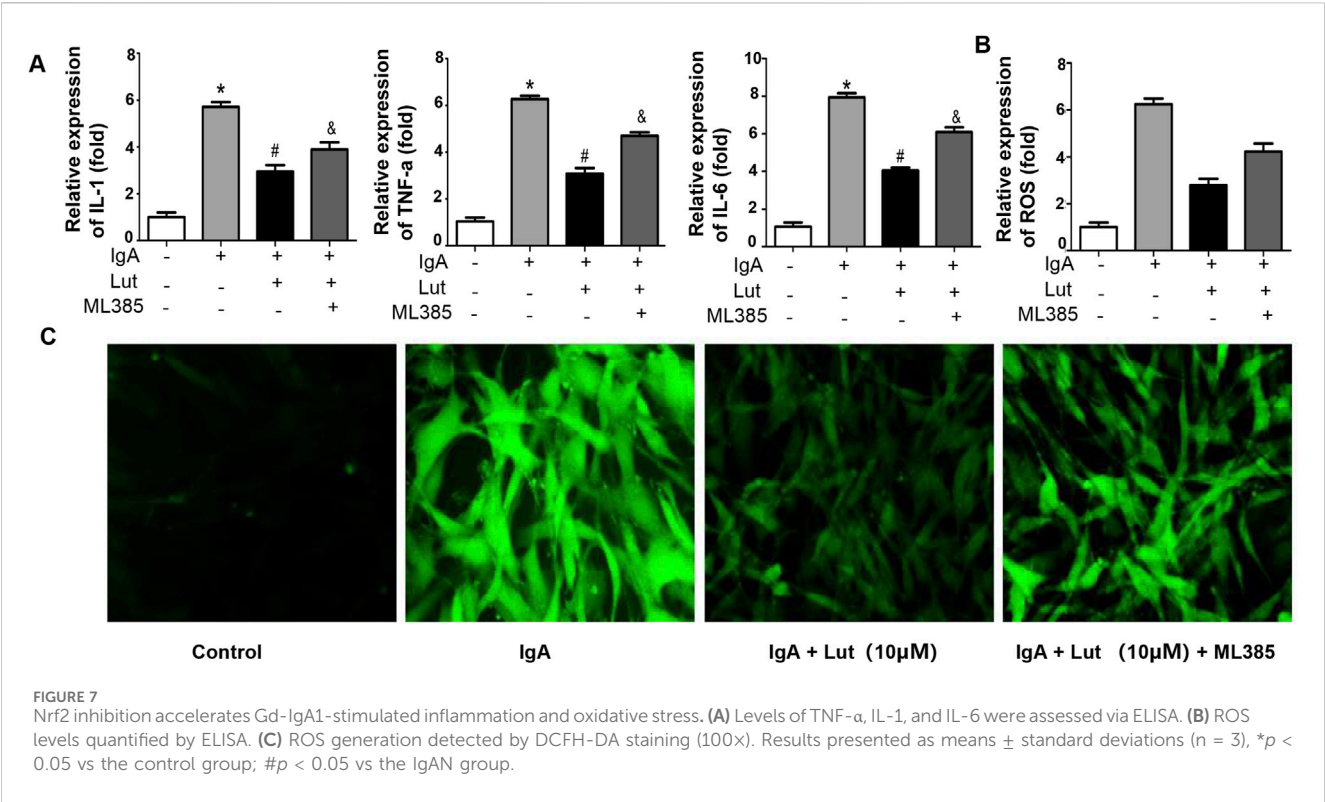 A
Relative expression
of IL-1 (fold)
8
6
4
2
0
*
#
&
IgA - + + +
Lut - - + +
ML385 - - - +
Relative expression
of TNF-a (fold)
8
6
4
2
0
*
#
&
IgA - + + +
Lut - - + +
ML385 - - - +
Relative expression
of IL-6 (fold)
10
8
6
4
2
0
*
#
&
IgA - + + +
Lut - - + +
ML385 - - - +
B
Relative expression
of ROS (fold)
8
6
4
2
0
IgA - + + +
Lut - - + +
ML385 - - - +
C
Control
IgA
IgA + Lut (10μM)
IgA + Lut (10μM) + ML385
FIGURE 7
Nrf2 inhibition accelerates Gd-IgA1-stimulated inflammation and oxidative stress. (A) Levels of TNF-α, IL-1, and IL-6 were assessed via ELISA. (B) ROS
levels quantified by ELISA. (C) ROS generation detected by DCFH-DA staining (100×). Results presented as means ± standard deviations (n = 3), *p <
0.05 vs the control group; #p < 0.05 vs the IgAN group.